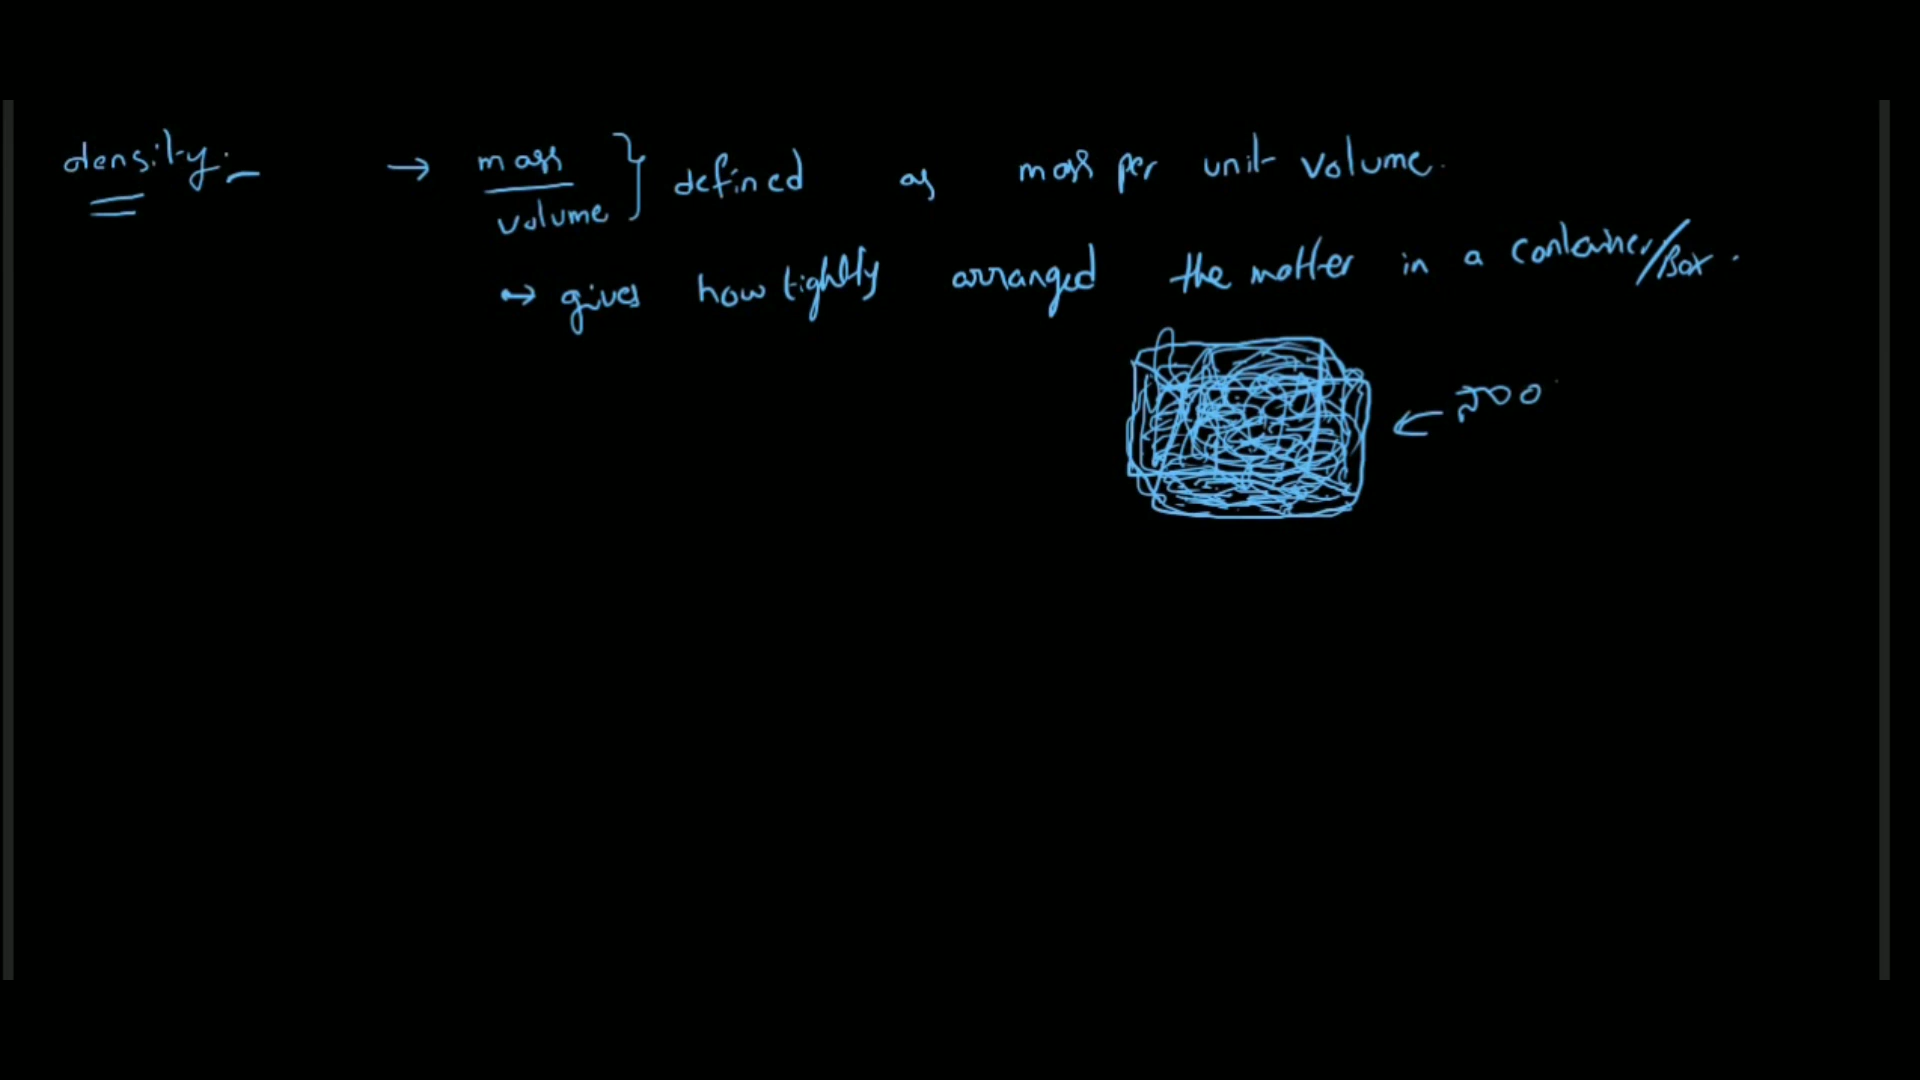 density:- → mass / volume } defined as mass per unit volume.
↦ gives how tightly arranged the matter in a container/Box.